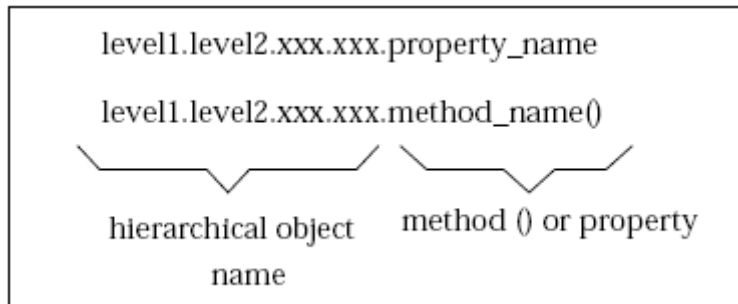 level1.level2.xxx.xxx.property_name
level1.level2.xxx.xxx.method_name()
hierarchical object
name
method () or property